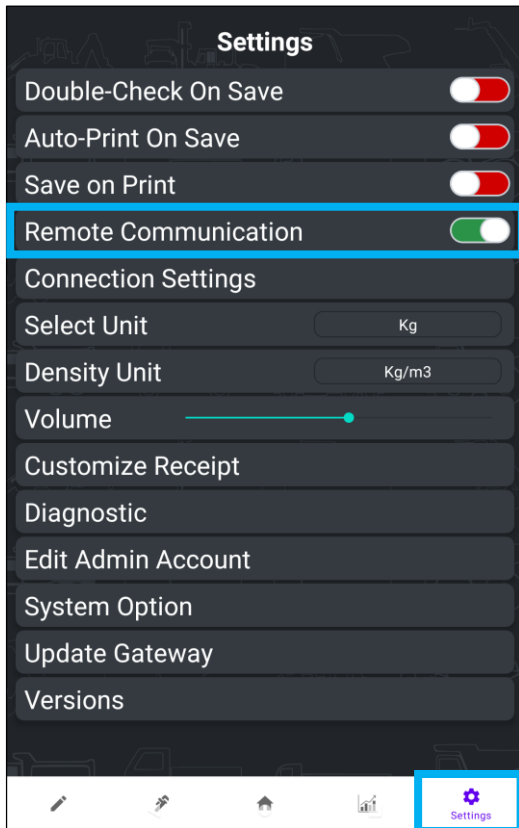 Settings
Double-Check On Save
Auto-Print On Save
Save on Print
Remote Communication
Connection Settings
Select Unit Kg
Density Unit Kg/m3
Volume
Customize Receipt
Diagnostic
Edit Admin Account
System Option
Update Gateway
Versions
Settings